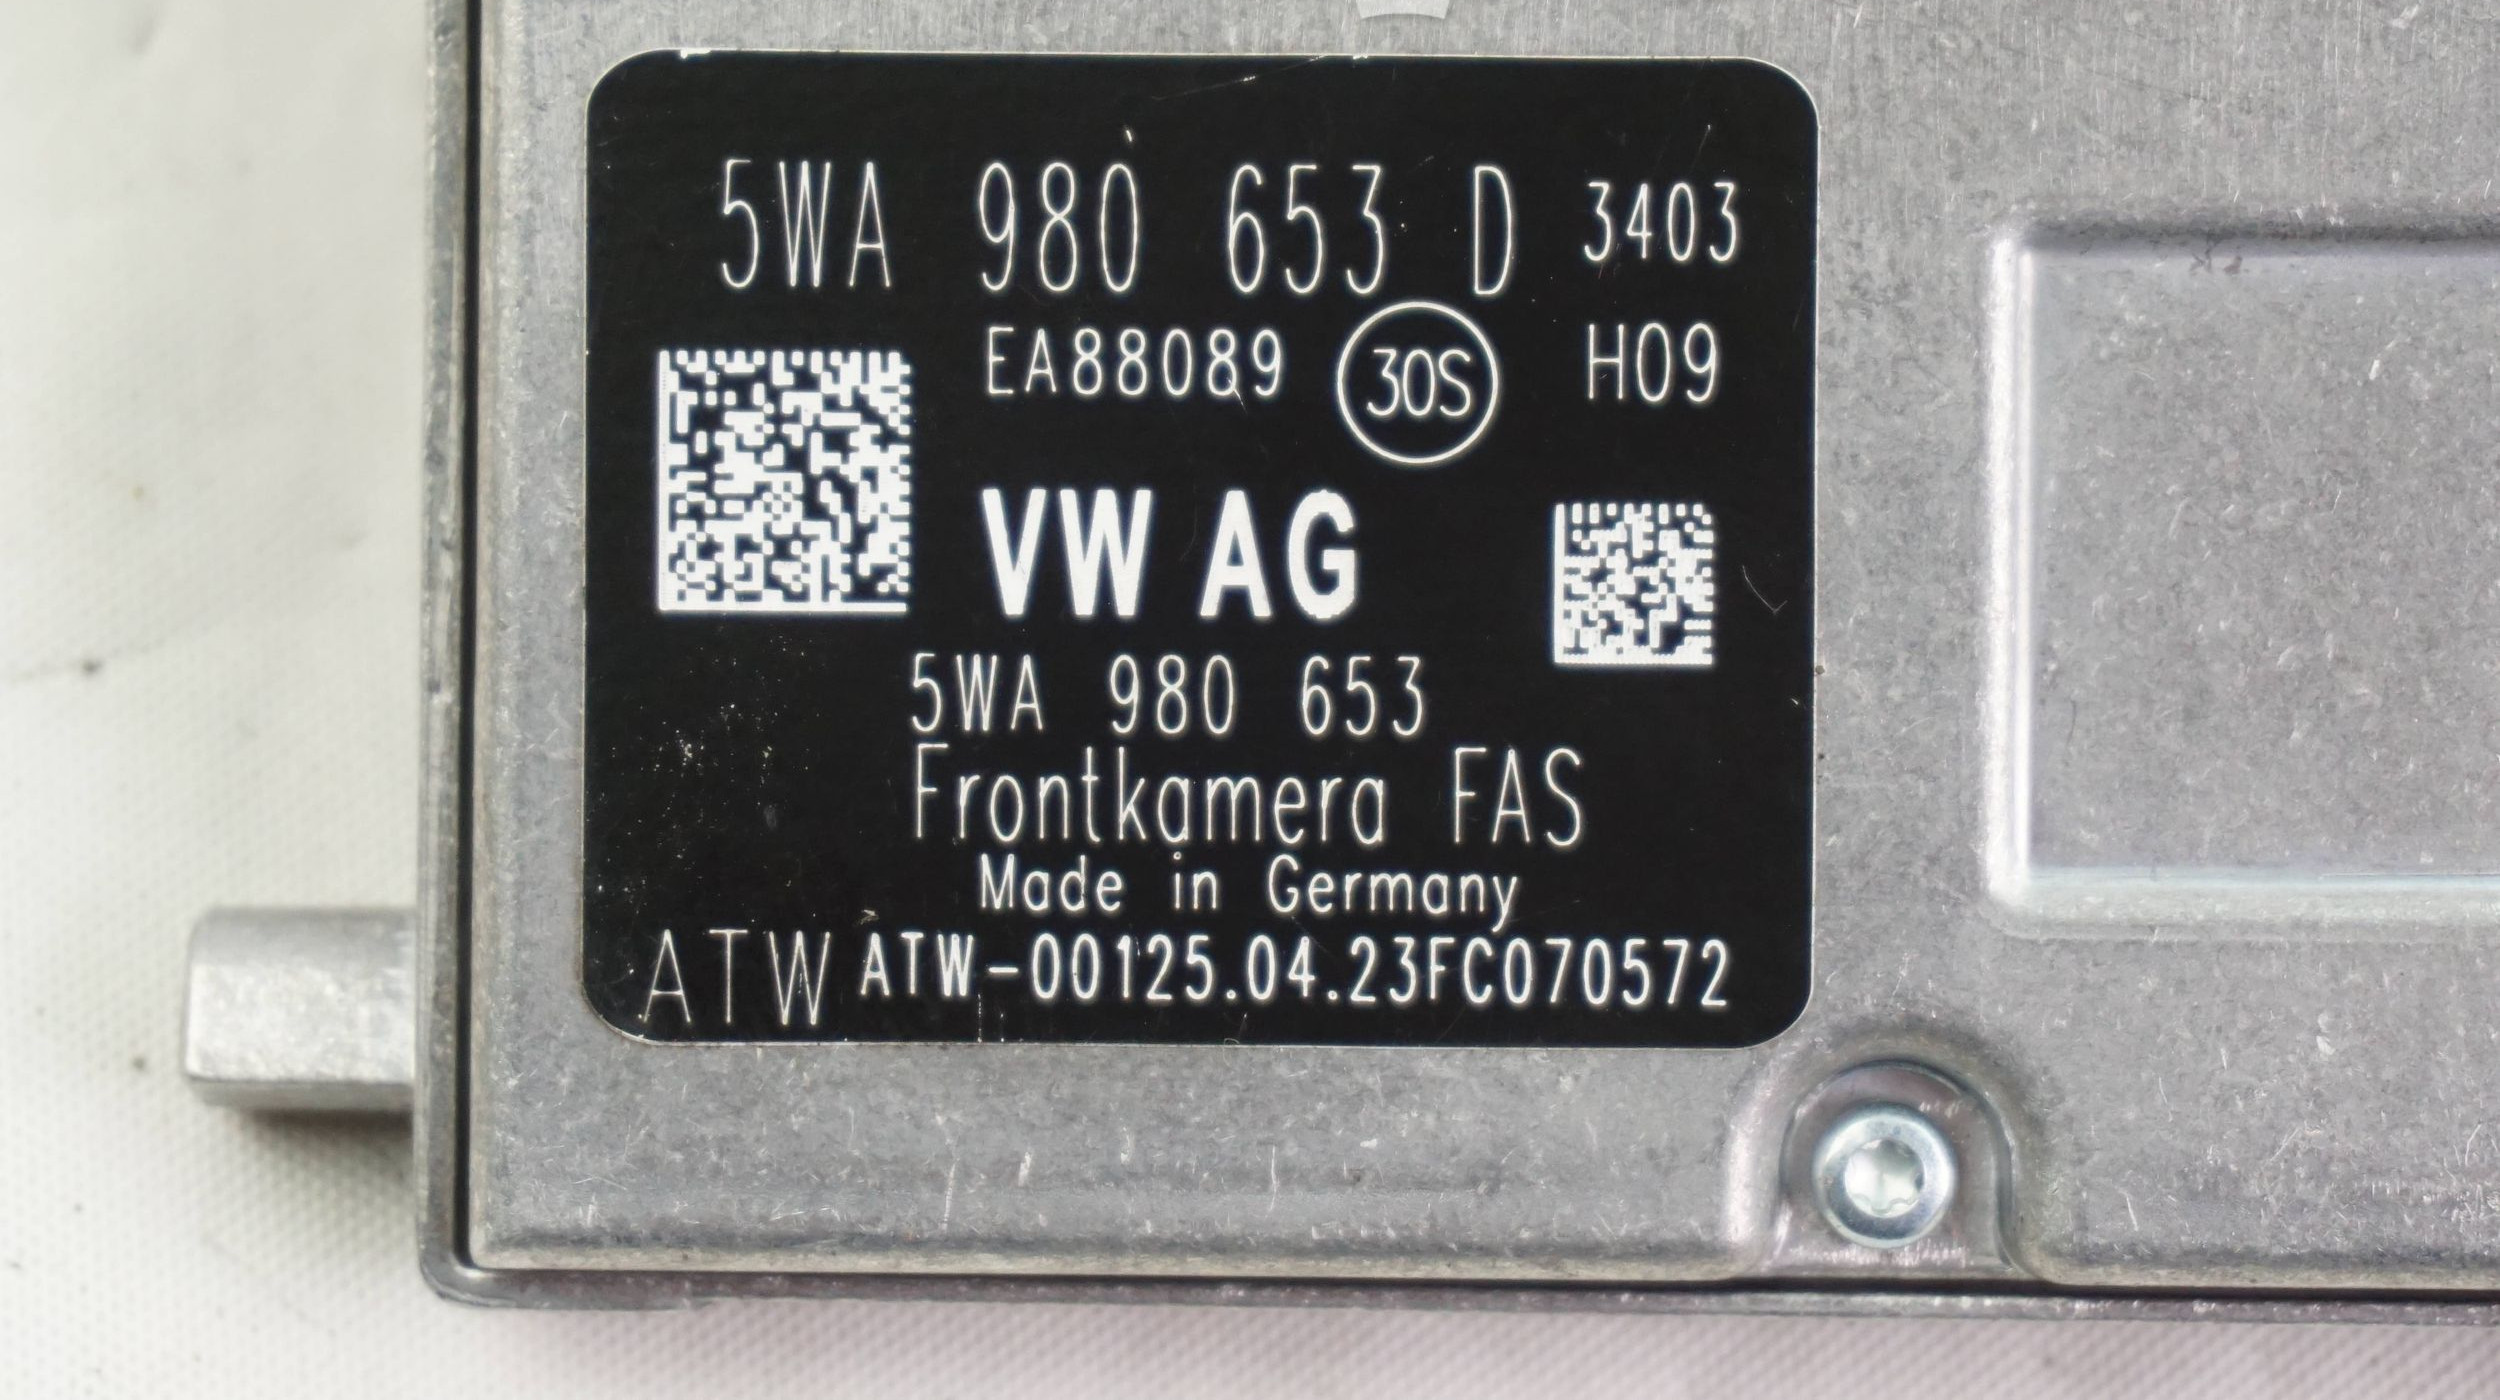 5WA 980 653 D 3403
EA88089 30S H09
VW AG
5WA 980 653
Frontkamera FAS
Made in Germany
ATW ATW-00125.04.23FC070572